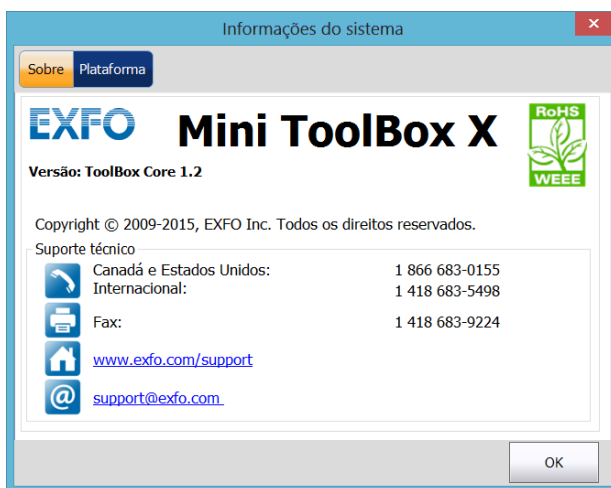 Informações do sistema
Sobre Plataforma
EXFO Mini ToolBox X
RoHS
WEEE
Versão: ToolBox Core 1.2
Copyright © 2009-2015, EXFO Inc. Todos os direitos reservados.
Suporte técnico
Canadá e Estados Unidos: 1 866 683-0155
Internacional: 1 418 683-5498
Fax: 1 418 683-9224
www.exfo.com/support
support@exfo.com
OK